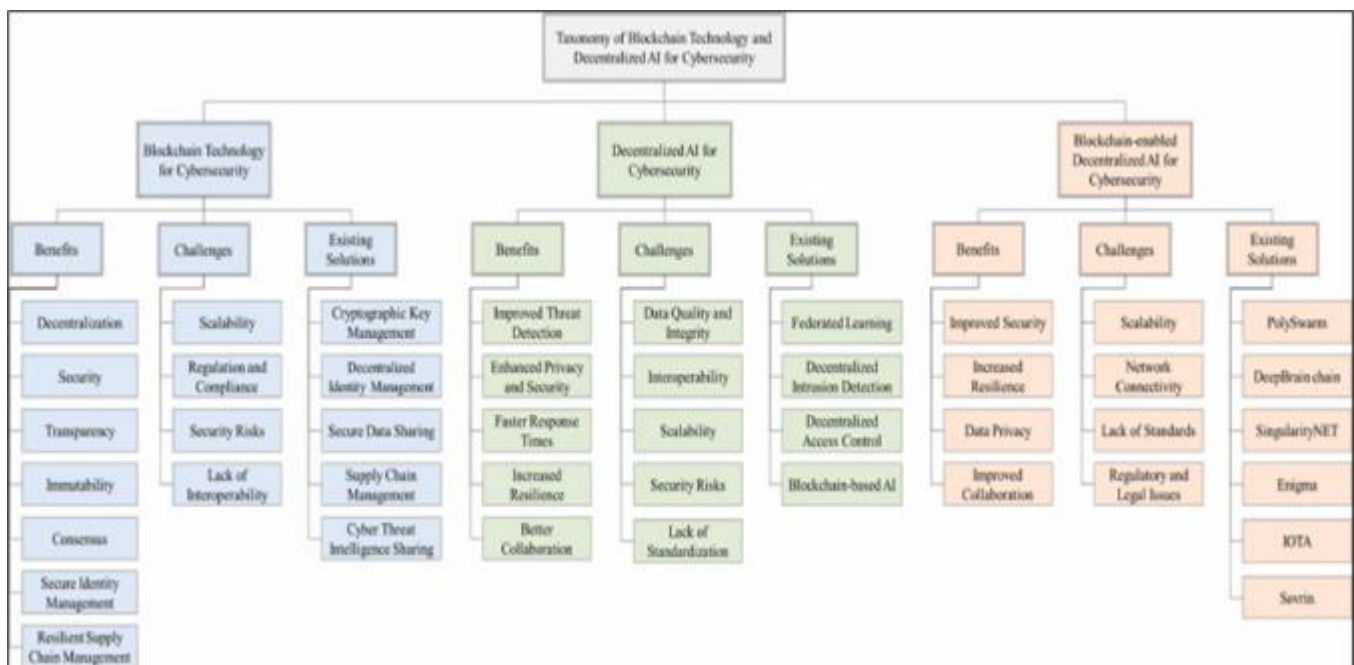 Taxonomy of Blockchain Technology and
Decentralized AI for Cybersecurity
Blockchain Technology
for Cybersecurity
Decentralized AI for
Cybersecurity
Blockchain-enabled
Decentralized AI for
Cybersecurity
Benefits
Challenges
Existing
Solutions
Benefits
Challenges
Existing
Solutions
Benefits
Challenges
Existing
Solutions
Decentralization
Security
Transparency
Immutability
Consensus
Secure Identity
Management
Resilient Supply
Chain Management
Scalability
Regulation and
Compliance
Security Risks
Lack of
Interoperability
Cryptographic Key
Management
Decentralized
Identity Management
Secure Data Sharing
Supply Chain
Management
Cyber Threat
Intelligence Sharing
Improved Threat
Detection
Enhanced Privacy
and Security
Faster Response
Times
Increased
Resilience
Better
Collaboration
Data Quality and
Integrity
Interoperability
Scalability
Security Risks
Lack of
Standardization
Federated Learning
Decentralized
Intrusion Detection
Decentralized
Access Control
Blockchain-based AI
Improved Security
Increased
Resilience
Data Privacy
Improved
Collaboration
Scalability
Network
Connectivity
Lack of Standards
Regulatory and
Legal Issues
PolySwarm
DeepBrain chain
SingularityNET
Enigma
IOTA
Sovrin